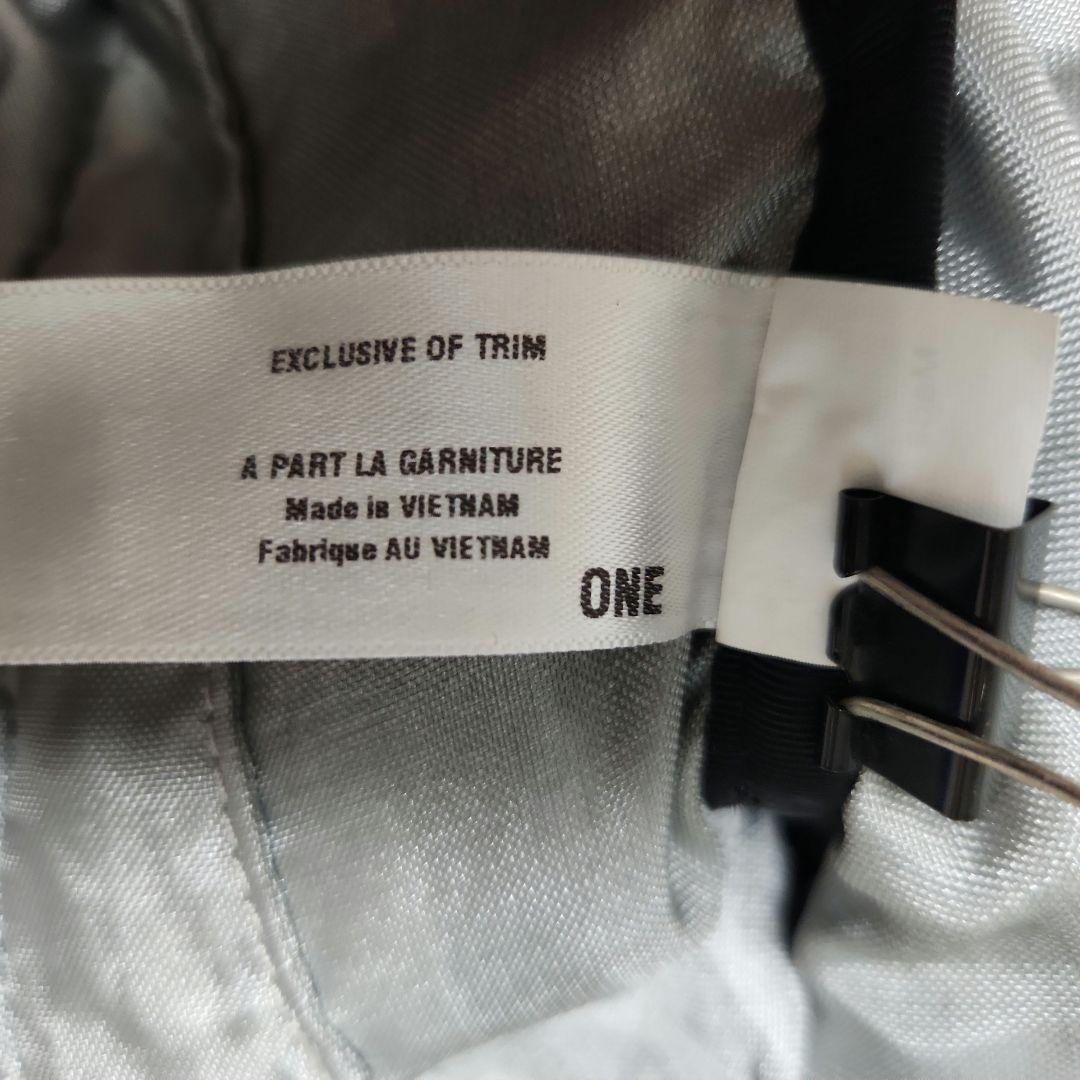 EXCLUSIVE OF TRIM
A PART LA GARNITURE
Made in VIETNAM
Fabrique AU VIETNAM
ONE